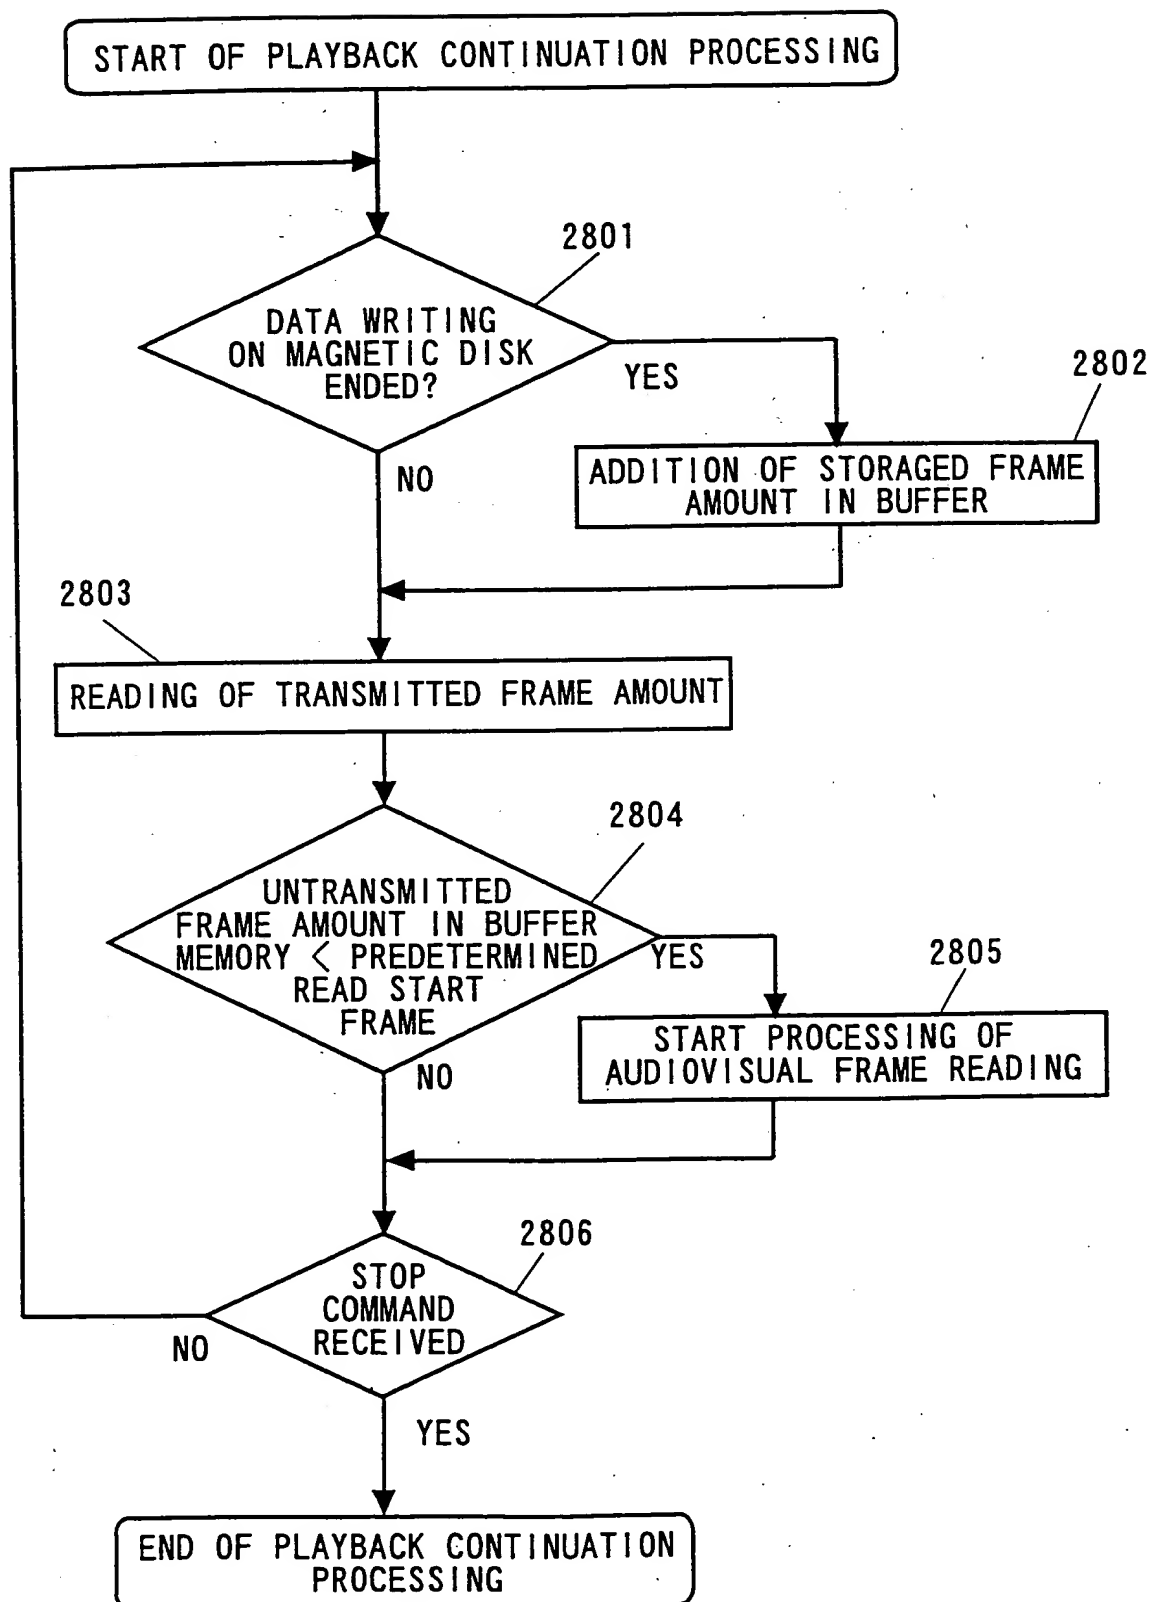 START OF PLAYBACK CONTINUATION PROCESSING
2801
DATA WRITING
ON MAGNETIC DISK
ENDED?
YES
2802
NO
ADDITION OF STORAGED FRAME
AMOUNT IN BUFFER
2803
READING OF TRANSMITTED FRAME AMOUNT
2804
UNTRANSMITTED
FRAME AMOUNT IN BUFFER
MEMORY < PREDETERMINED
READ START
FRAME
YES
2805
NO
START PROCESSING OF
AUDIOVISUAL FRAME READING
2806
STOP
COMMAND
RECEIVED
NO
YES
END OF PLAYBACK CONTINUATION
PROCESSING